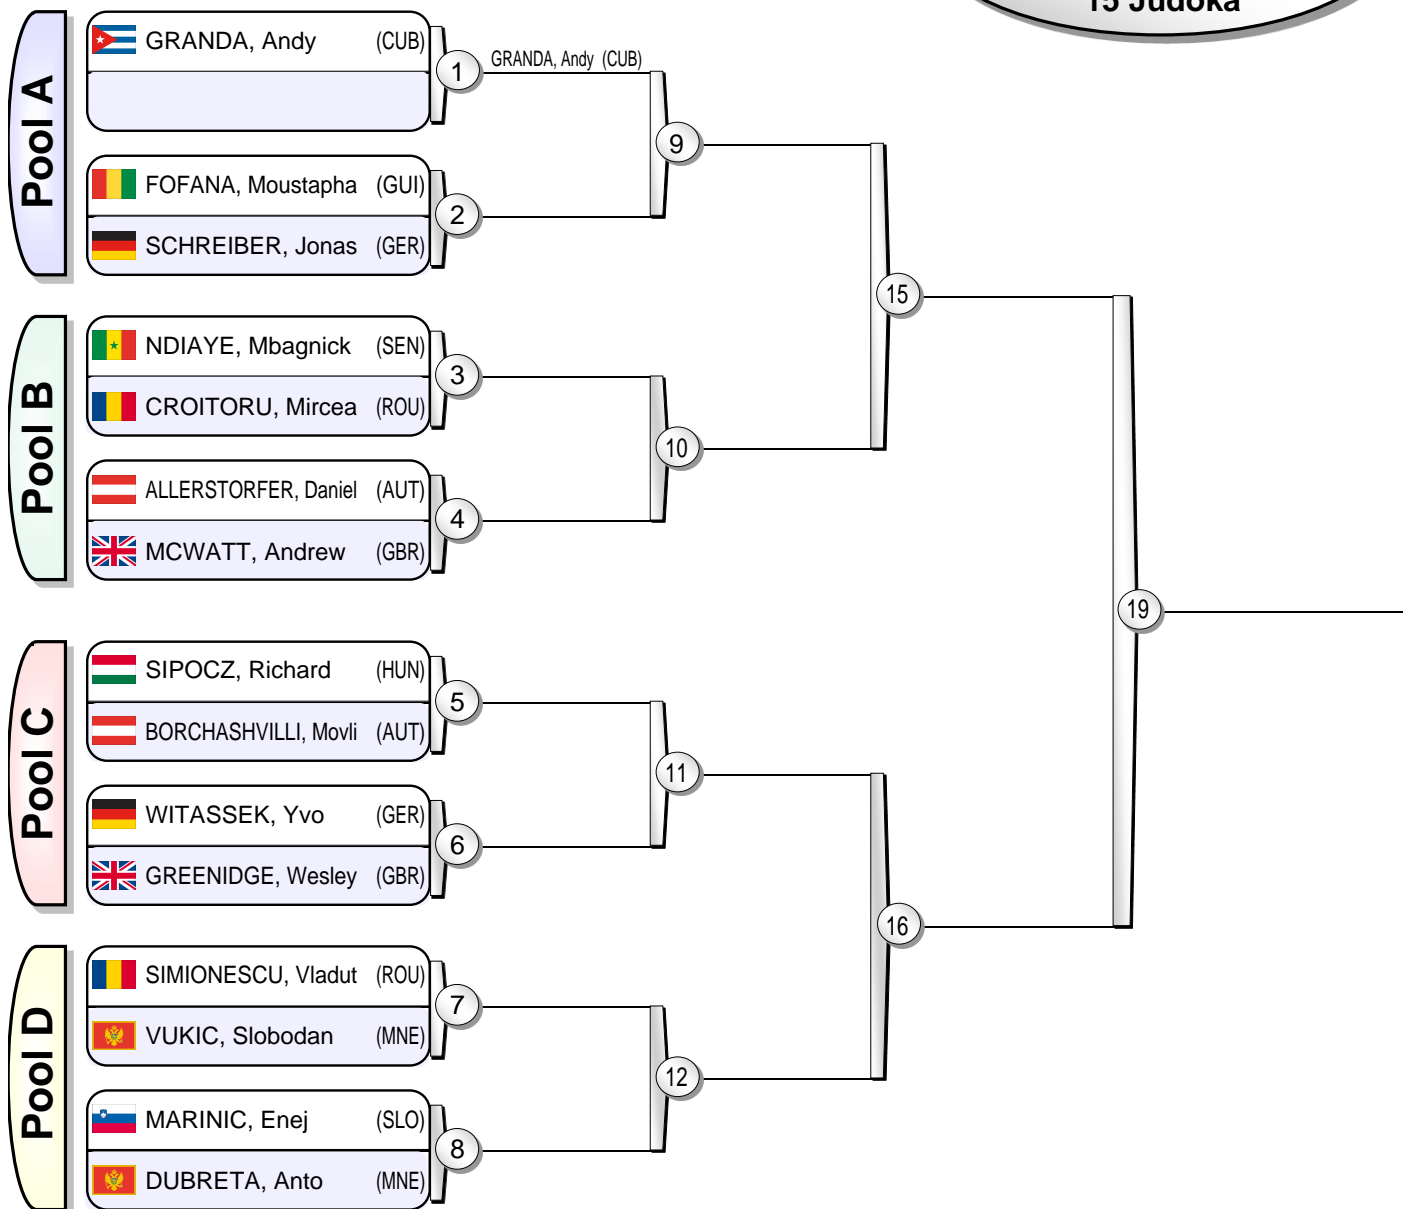 15 Judoka
Pool A
GRANDA, Andy (CUB)
1
GRANDA, Andy (CUB)
FOFANA, Moustapha (GUI)
2
SCHREIBER, Jonas (GER)
9
Pool B
NDIAYE, Mbagnick (SEN)
3
CROITORU, Mircea (ROU)
ALLERSTORFER, Daniel (AUT)
4
MCWATT, Andrew (GBR)
10
15
Pool C
SIPOCZ, Richard (HUN)
5
BORCHASHVILLI, Movli (AUT)
WITASSEK, Yvo (GER)
6
GREENIDGE, Wesley (GBR)
11
Pool D
SIMIONESCU, Vladut (ROU)
7
VUKIC, Slobodan (MNE)
MARINIC, Enej (SLO)
8
DUBRETA, Anto (MNE)
12
16
19